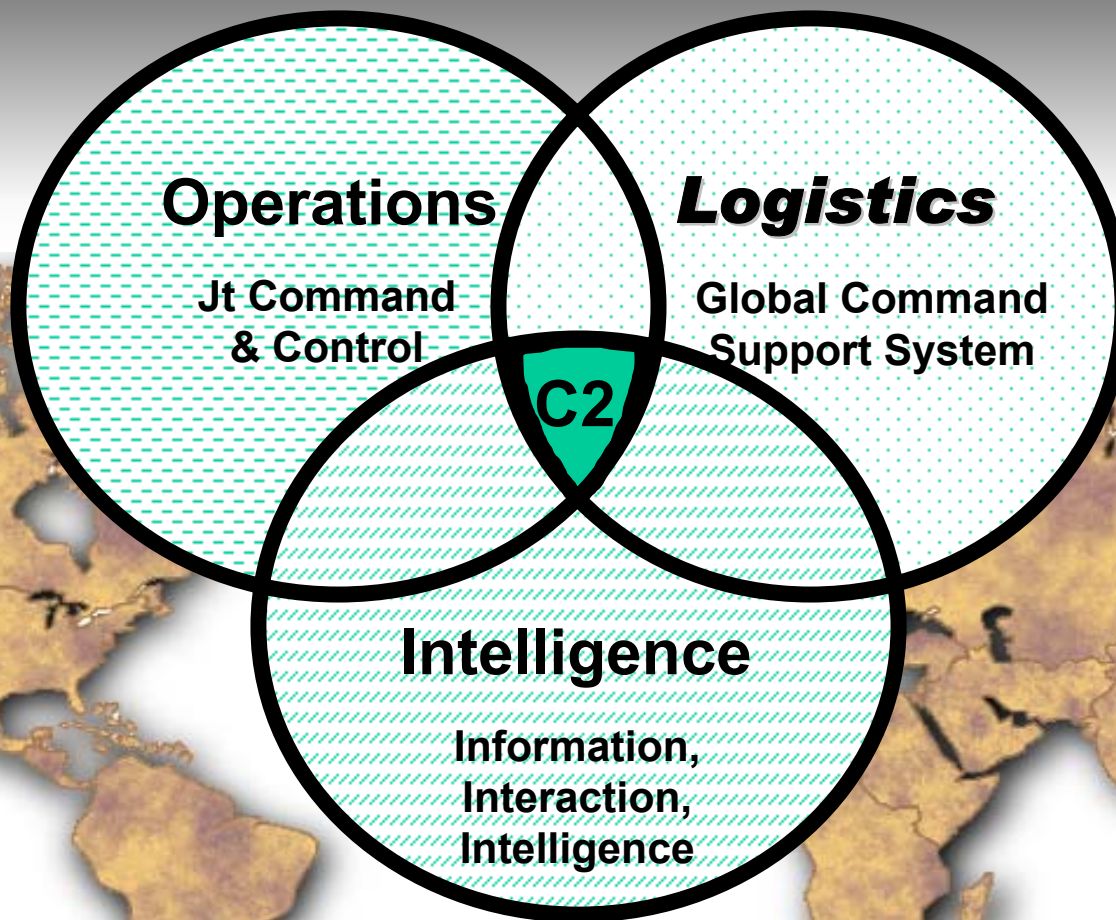 Operations
Jt Command
& Control
Logistics
Global Command
Support System
C2
Intelligence
Information,
Interaction,
Intelligence